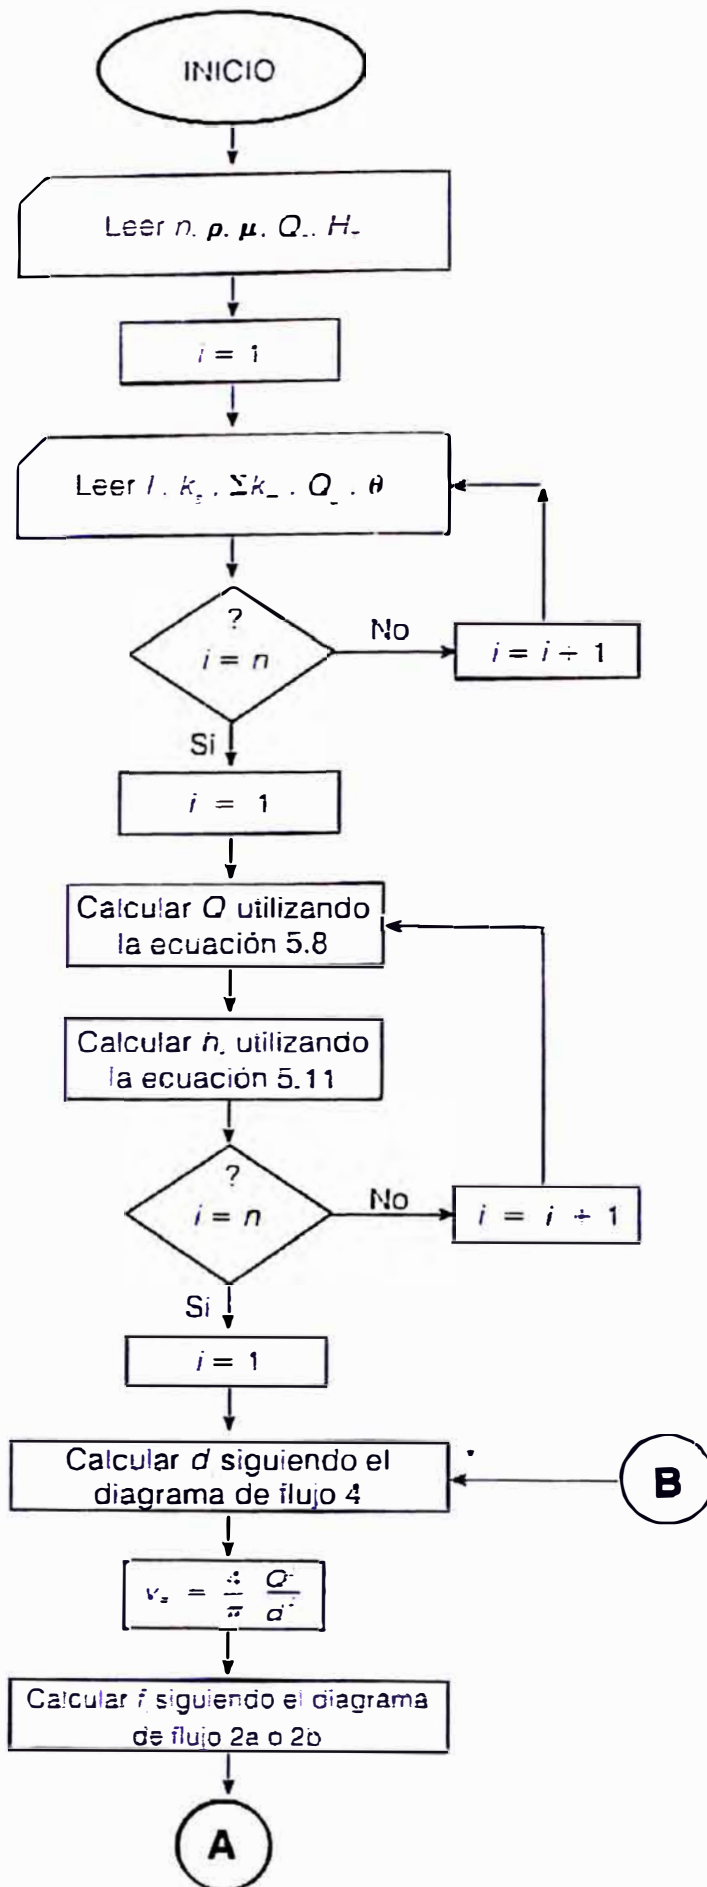 INICIO
Leer n, ρ, μ, Q, H
i = 1
Leer l, k, Σk, Q, θ
?
i = n
No
i = i + 1
Si
i = 1
Calcular Q utilizando
la ecuación 5.8
Calcular h, utilizando
la ecuación 5.11
?
i = n
No
i = i + 1
Si
i = 1
Calcular d siguiendo el
diagrama de flujo 4
B
v = 4/π Q/d
Calcular f siguiendo el diagrama
de flujo 2a o 2b
A